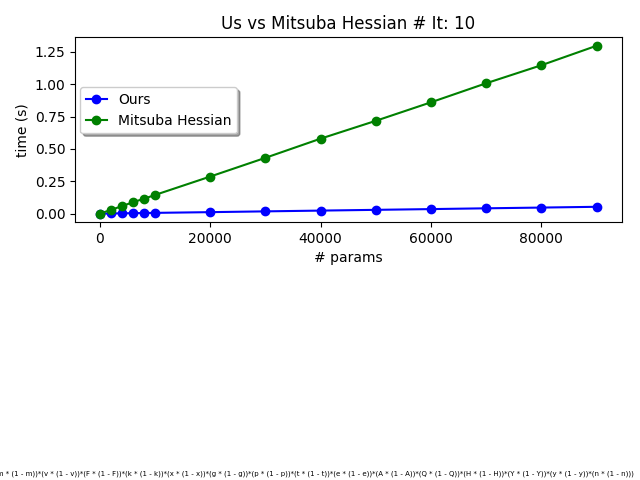 Us vs Mitsuba Hessian # It: 10
1.25
1.00
0.75
0.50
0.25
0.00
time (s)
Ours
Mitsuba Hessian
0 20000 40000 60000 80000
# params
* (1 - m))*(v * (1 - v))*(F * (1 - F))*(k * (1 - k))*(x * (1 - x))*(g * (1 - g))*(p * (1 - p))*(t * (1 - t))*(e * (1 - e))*(A * (1 - A))*(Q * (1 - Q))*(H * (1 - H))*(Y * (1 - Y))*(y * (1 - y))*(n * (1 - n)))